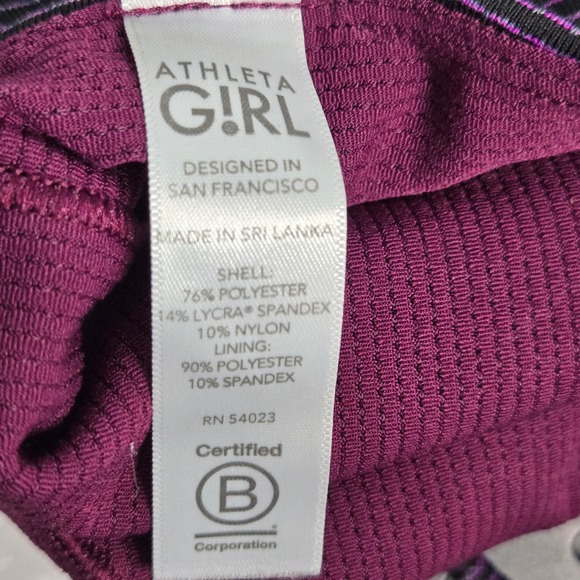 ATHLETA
G!RL
DESIGNED IN
SAN FRANCISCO
MADE IN SRI LANKA
SHELL:
76% POLYESTER
14% LYCRA® SPANDEX
10% NYLON
LINING:
90% POLYESTER
10% SPANDEX
RN 54023
Certified
B
Corporation